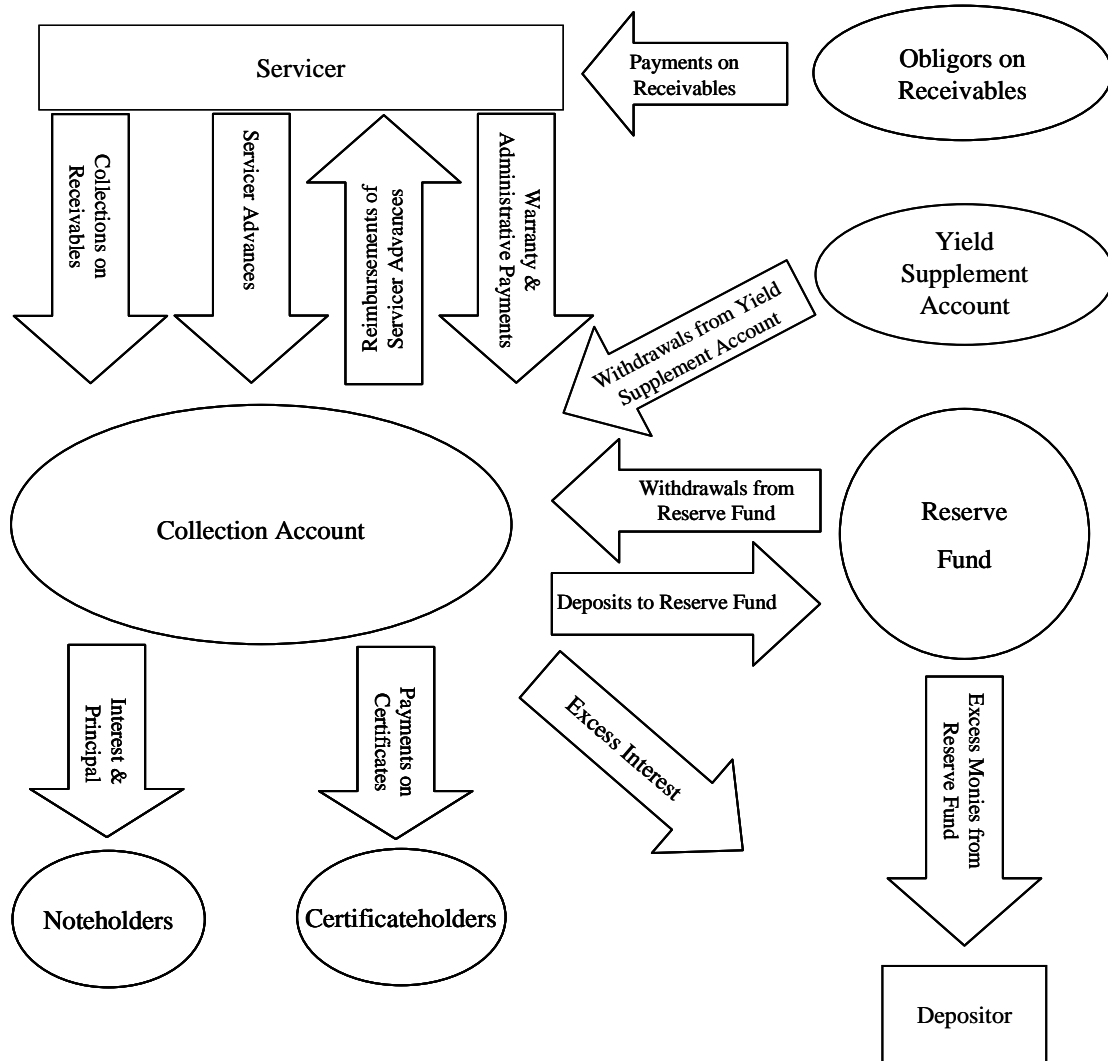 Servicer
Payments on
Receivables
Obligors on
Receivables
Collections on
Receivables
Servicer Advances
Reimbursements of
Servicer Advances
Warranty &
Administrative Payments
Yield
Supplement
Account
Withdrawals from Yield
Supplement Account
Collection Account
Withdrawals from
Reserve Fund
Reserve
Fund
Deposits to Reserve Fund
Interest &
Principal
Payments on
Certificates
Excess Interest
Excess Monies from
Reserve Fund
Noteholders
Certificateholders
Depositor